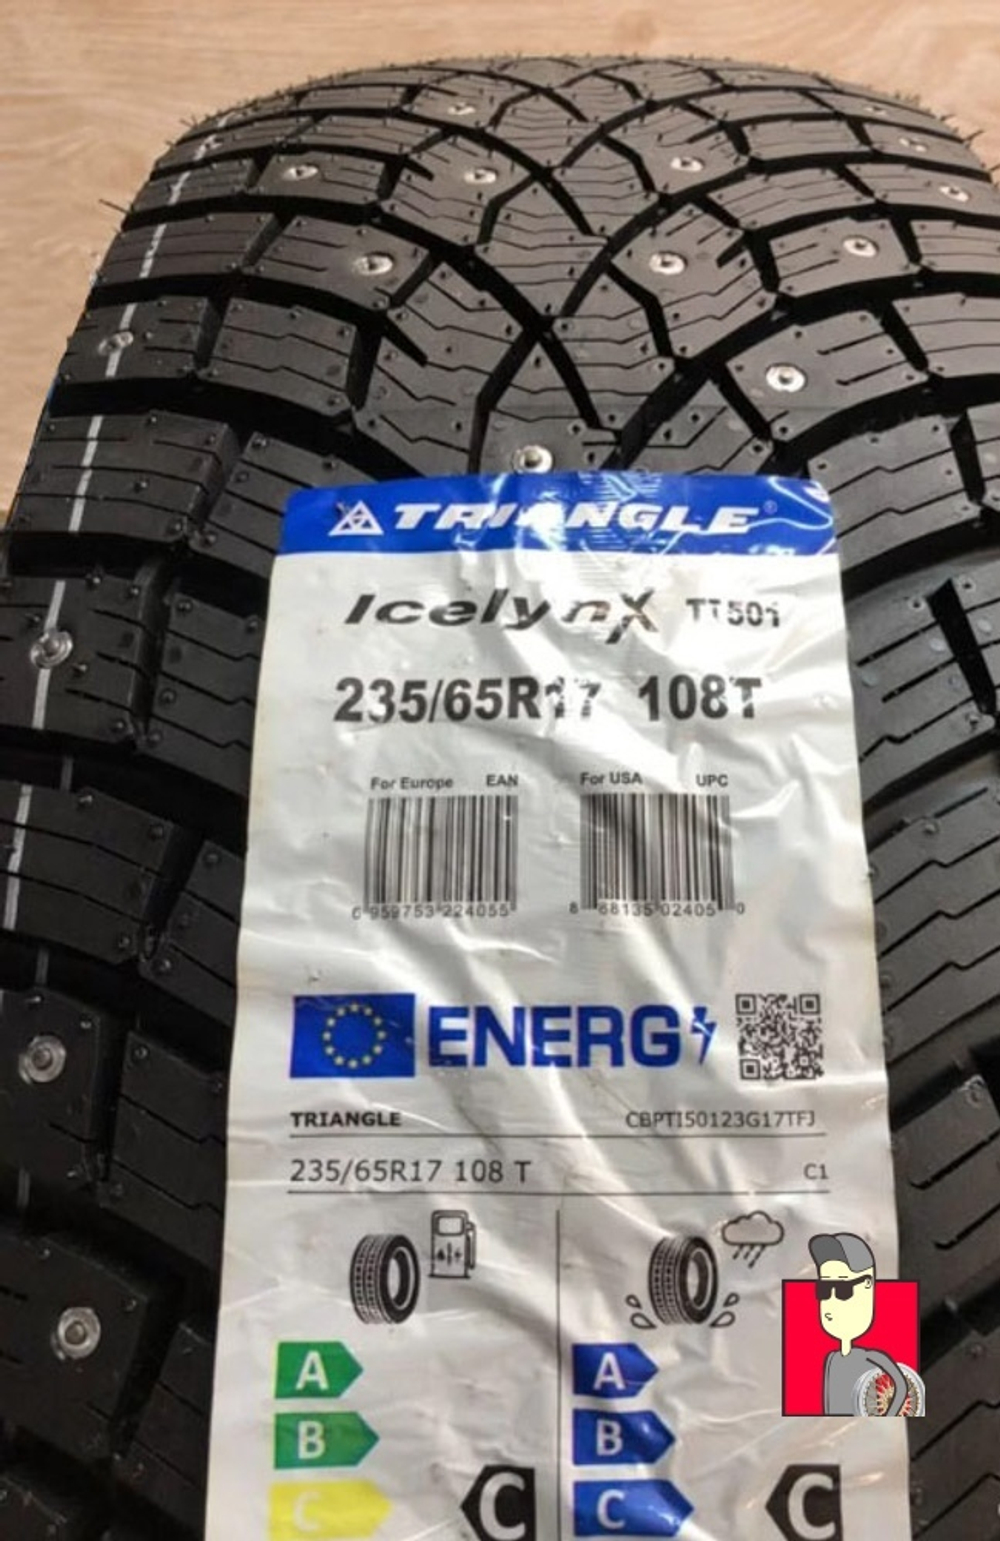 TRIANGLE®
IcelynX TI501
235/65R17 108T
For Europe EAN For USA UPC
6 959753 224055 8 68135 02405 0
ENERG
TRIANGLE CBPTI50123G17TFJ
235/65R17 108 T C1
A A
B B
C C C C